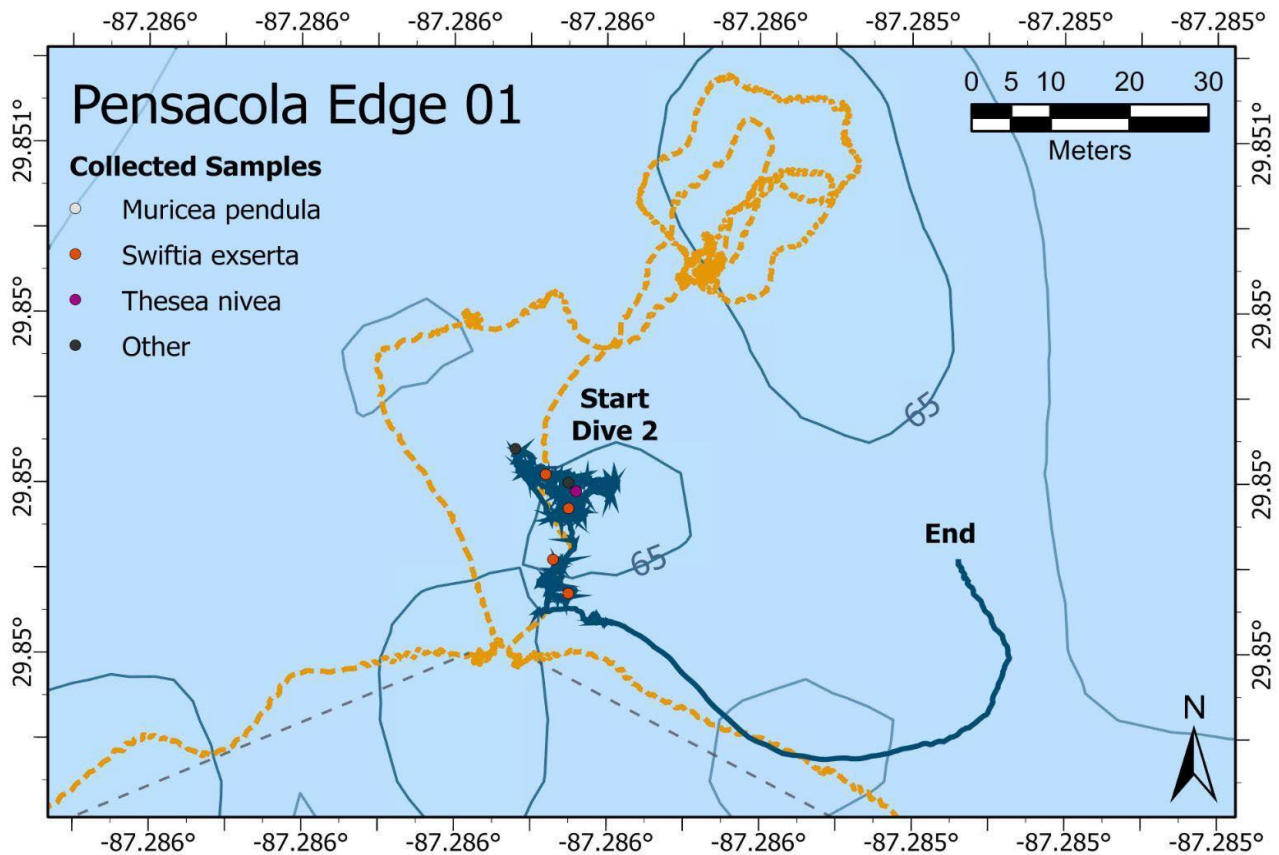 -87.286° -87.286° -87.286° -87.286° -87.286° -87.285° -87.285° -87.285°
Pensacola Edge 01
Collected Samples
Muricea pendula
Swiftia exserta
Thesea nivea
Other
0 5 10 20 30
Meters
29.851° 29.851°
29.85° 29.85°
65
Start
Dive 2
29.85° 29.85°
End
65
29.85° 29.85°
N
-87.286° -87.286° -87.286° -87.286° -87.286° -87.285° -87.285° -87.285°